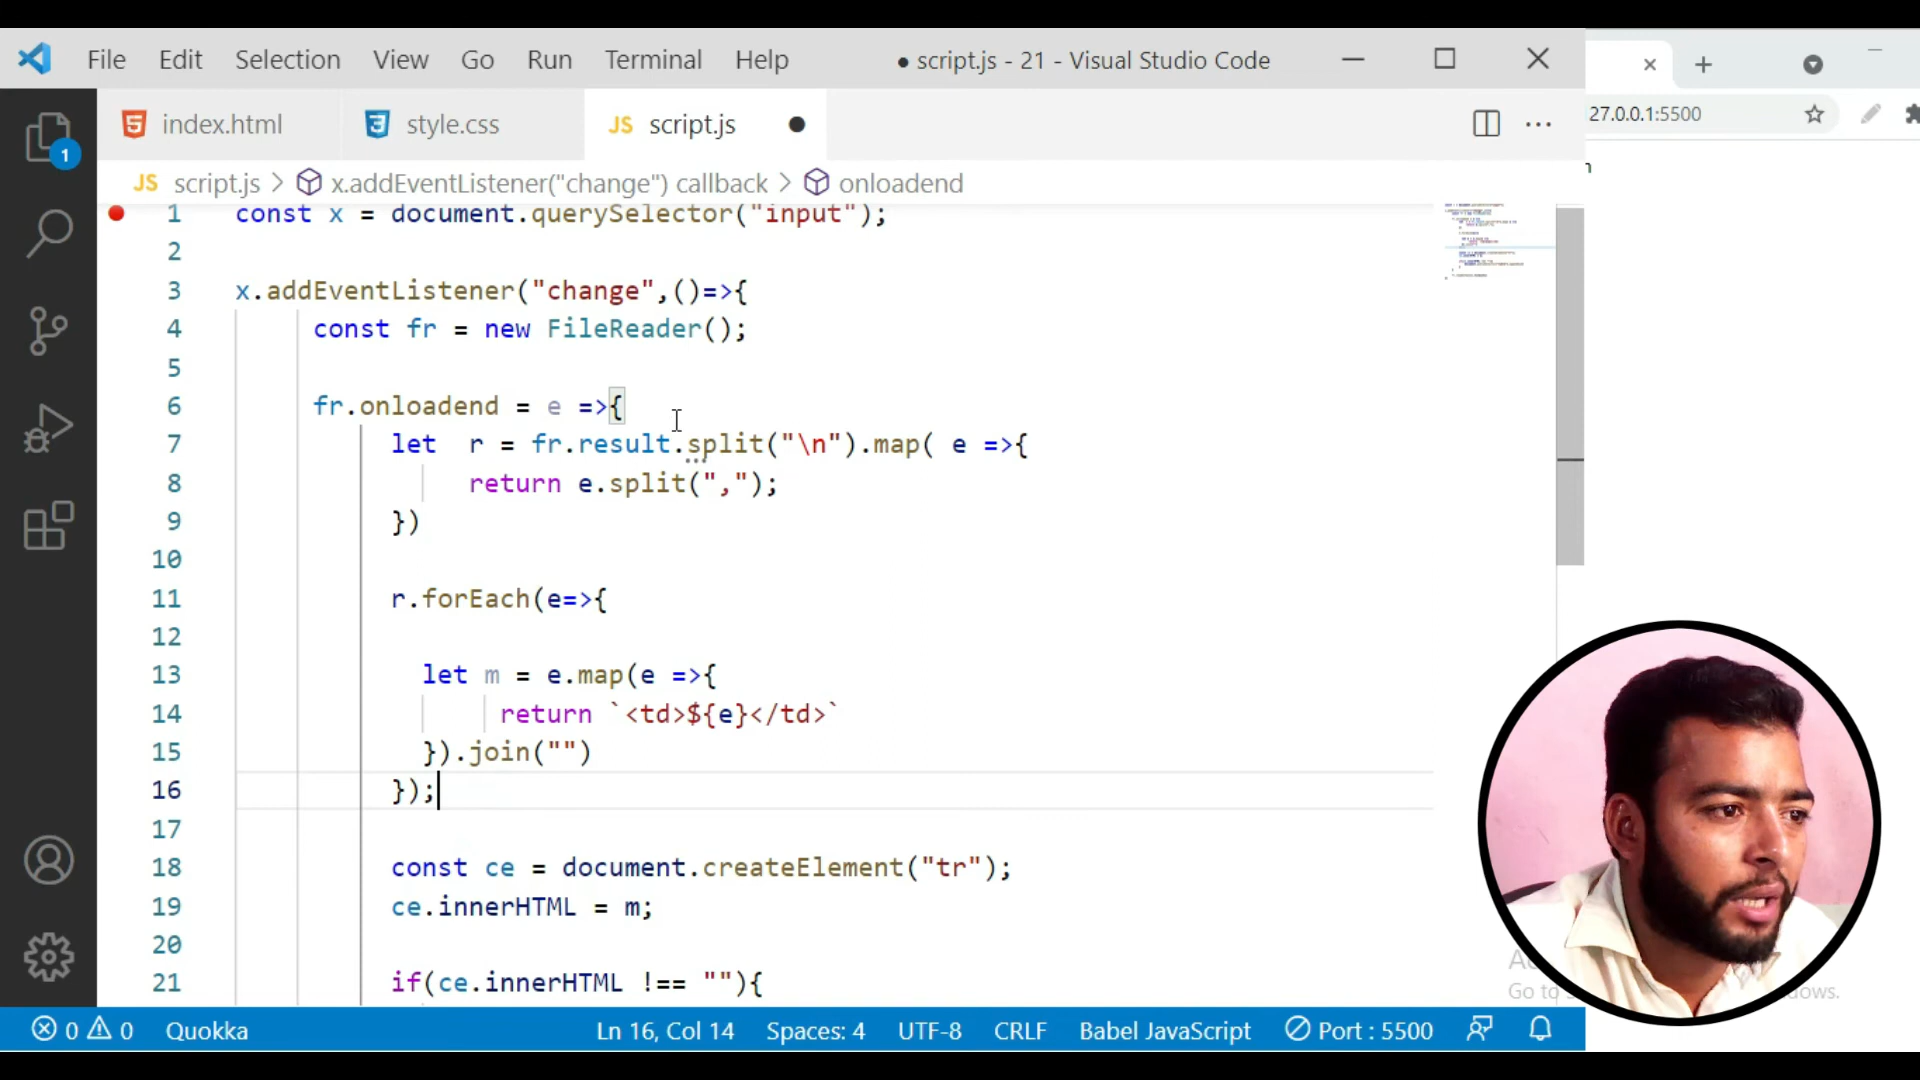 File Edit Selection View Go Run Terminal Help ● script.js - 21 - Visual Studio Code
index.html style.css JS script.js ●
27.0.0.1:5500
JS script.js > x.addEventListener("change") callback > onloadend
1 const x = document.querySelector("input");
2
3 x.addEventListener("change",()=>{
4 const fr = new FileReader();
5
6 fr.onloadend = e =>{
7 let  r = fr.result.split("\n").map( e =>{
8 return e.split(",");
9 })
10
11 r.forEach(e=>{
12
13 let m = e.map(e =>{
14 return `<td>${e}</td>`
15 }).join("")
16 });
17
18 const ce = document.createElement("tr");
19 ce.innerHTML = m;
20
21 if(ce.innerHTML !== ""){
Go to
0 0 Quokka Ln 16, Col 14 Spaces: 4 UTF-8 CRLF Babel JavaScript Port : 5500
1